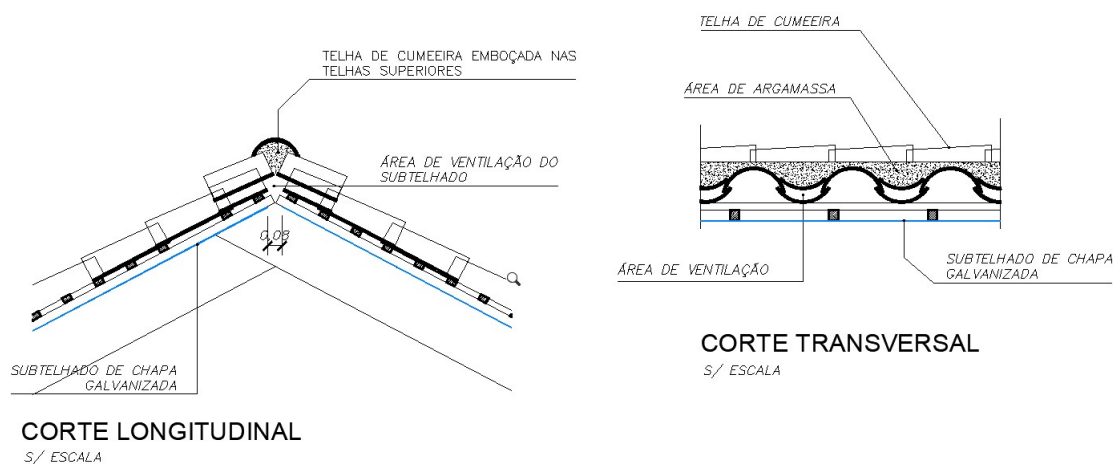 TELHA DE CUMEEIRA EMBOÇADA NAS
TELHAS SUPERIORES
ÁREA DE VENTILAÇÃO DO
SUBTELHADO
0,08
SUBTELHADO DE CHAPA
GALVANIZADA
CORTE LONGITUDINAL
S/ ESCALA
TELHA DE CUMEEIRA
ÁREA DE ARGAMASSA
ÁREA DE VENTILAÇÃO
SUBTELHADO DE CHAPA
GALVANIZADA
CORTE TRANSVERSAL
S/ ESCALA